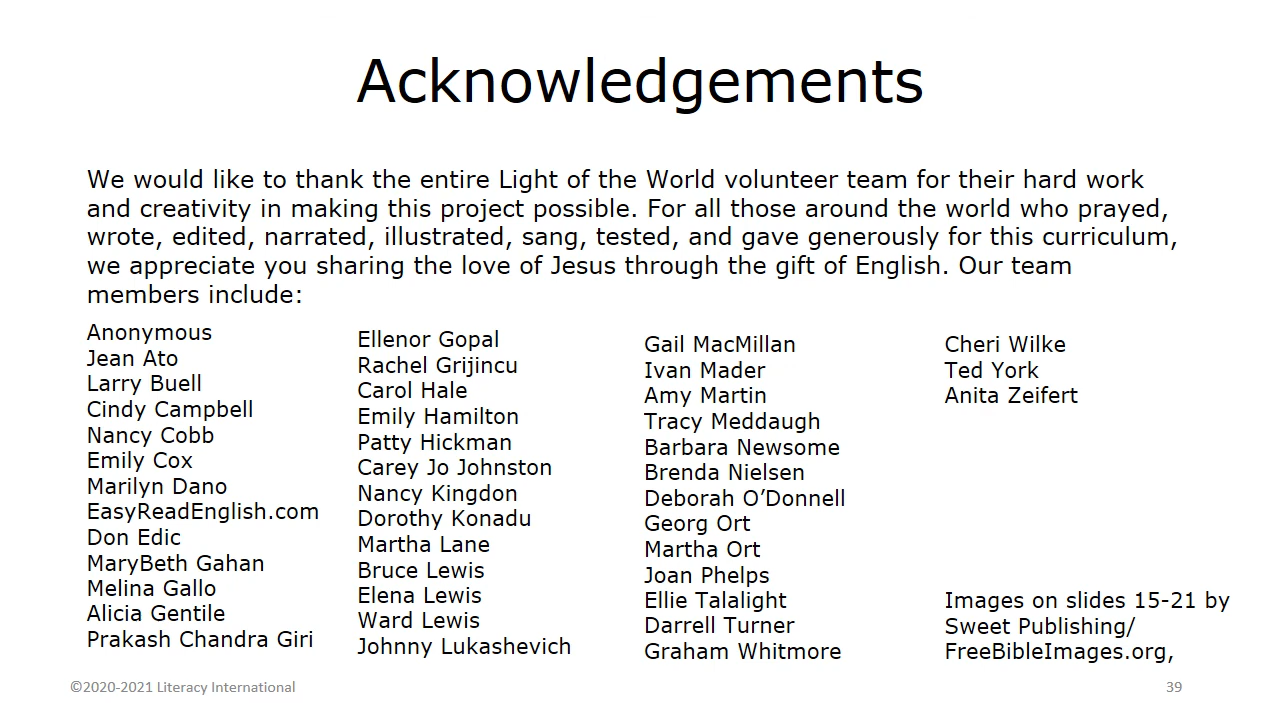 Acknowledgements
We would like to thank the entire Light of the World volunteer team for their hard work
and creativity in making this project possible. For all those around the world who prayed,
wrote, edited, narrated, illustrated, sang, tested, and gave generously for this curriculum,
we appreciate you sharing the love of Jesus through the gift of English. Our team
members include:
Anonymous
Jean Ato
Larry Buell
Cindy Campbell
Nancy Cobb
Emily Cox
Marilyn Dano
EasyReadEnglish.com
Don Edic
MaryBeth Gahan
Melina Gallo
Alicia Gentile
Prakash Chandra Giri
Ellenor Gopal
Rachel Grijincu
Carol Hale
Emily Hamilton
Patty Hickman
Carey Jo Johnston
Nancy Kingdon
Dorothy Konadu
Martha Lane
Bruce Lewis
Elena Lewis
Ward Lewis
Johnny Lukashevich
Gail MacMillan
Ivan Mader
Amy Martin
Tracy Meddaugh
Barbara Newsome
Brenda Nielsen
Deborah O’Donnell
Georg Ort
Martha Ort
Joan Phelps
Ellie Talalight
Darrell Turner
Graham Whitmore
Cheri Wilke
Ted York
Anita Zeifert
Images on slides 15-21 by
Sweet Publishing/
FreeBibleImages.org,
©2020-2021 Literacy International
39